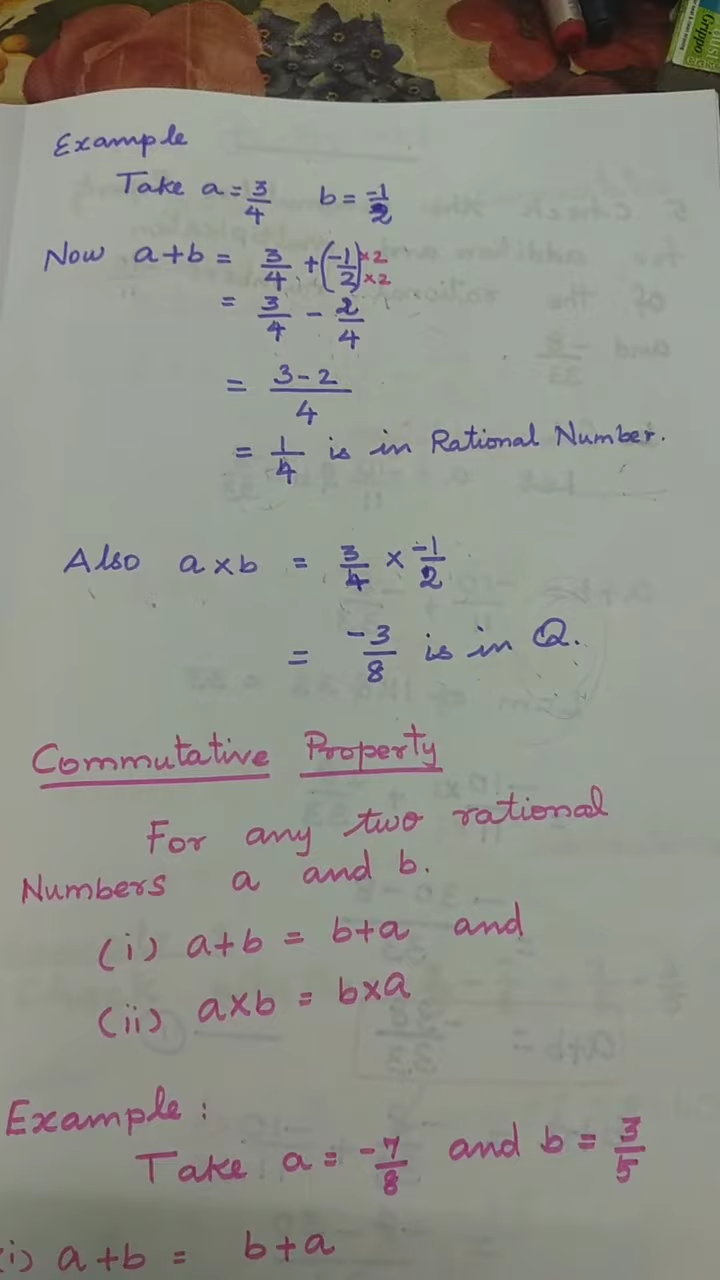 Grippo
Example
Take a = 3/4 b = -1/2
Now a+b = 3/4 + (-1/2) ×2 ×2
= 3/4 - 2/4
= 3-2/4
= 1/4 is in Rational Number.
Also a×b = 3/4 × -1/2
= -3/8 is in Q.
Commutative Property
For any two rational
Numbers a and b.
(i) a+b = b+a and
(ii) a×b = b×a
Example:
Take a = -7/8 and b = 3/5
(i) a+b = b+a